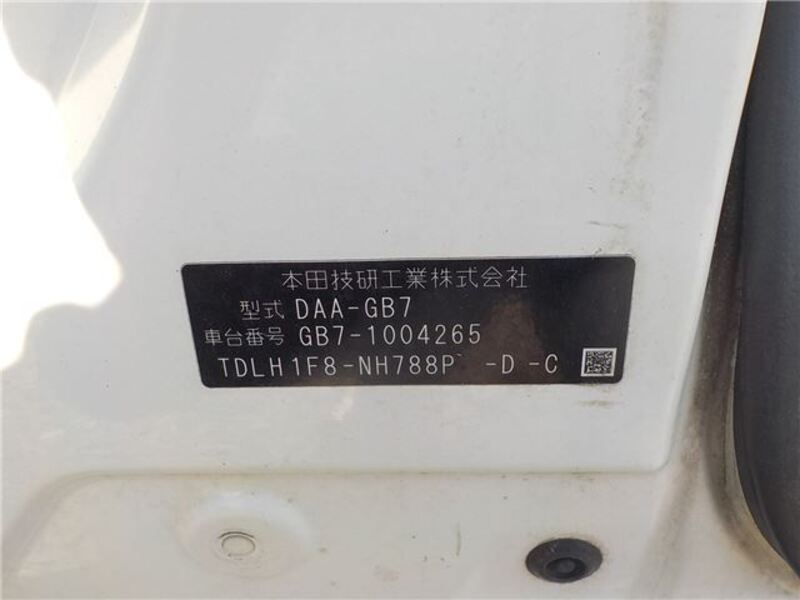 本田技研工業株式会社
型式 DAA-GB7
車台番号 GB7-1004265
TDLH1F8-NH788P -D -C